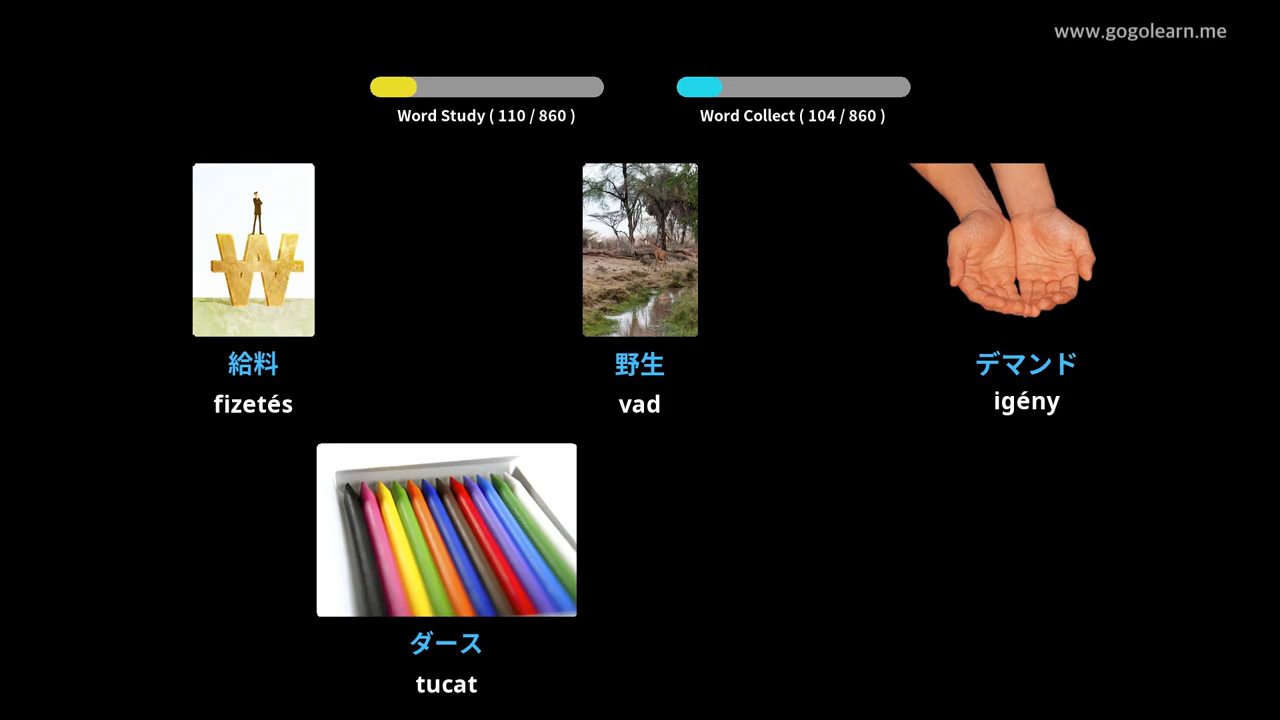 www.gogolearn.me
Word Study ( 110 / 860 )
Word Collect ( 104 / 860 )
給料
fizetés
野生
vad
デマンド
igény
ダース
tucat